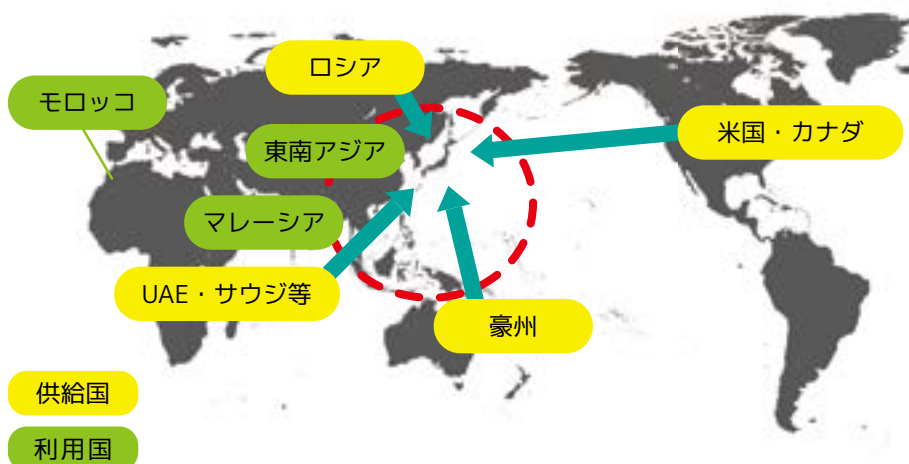 ロシア
モロッコ
米国・カナダ
東南アジア
マレーシア
UAE・サウジ等
豪州
供給国
利用国